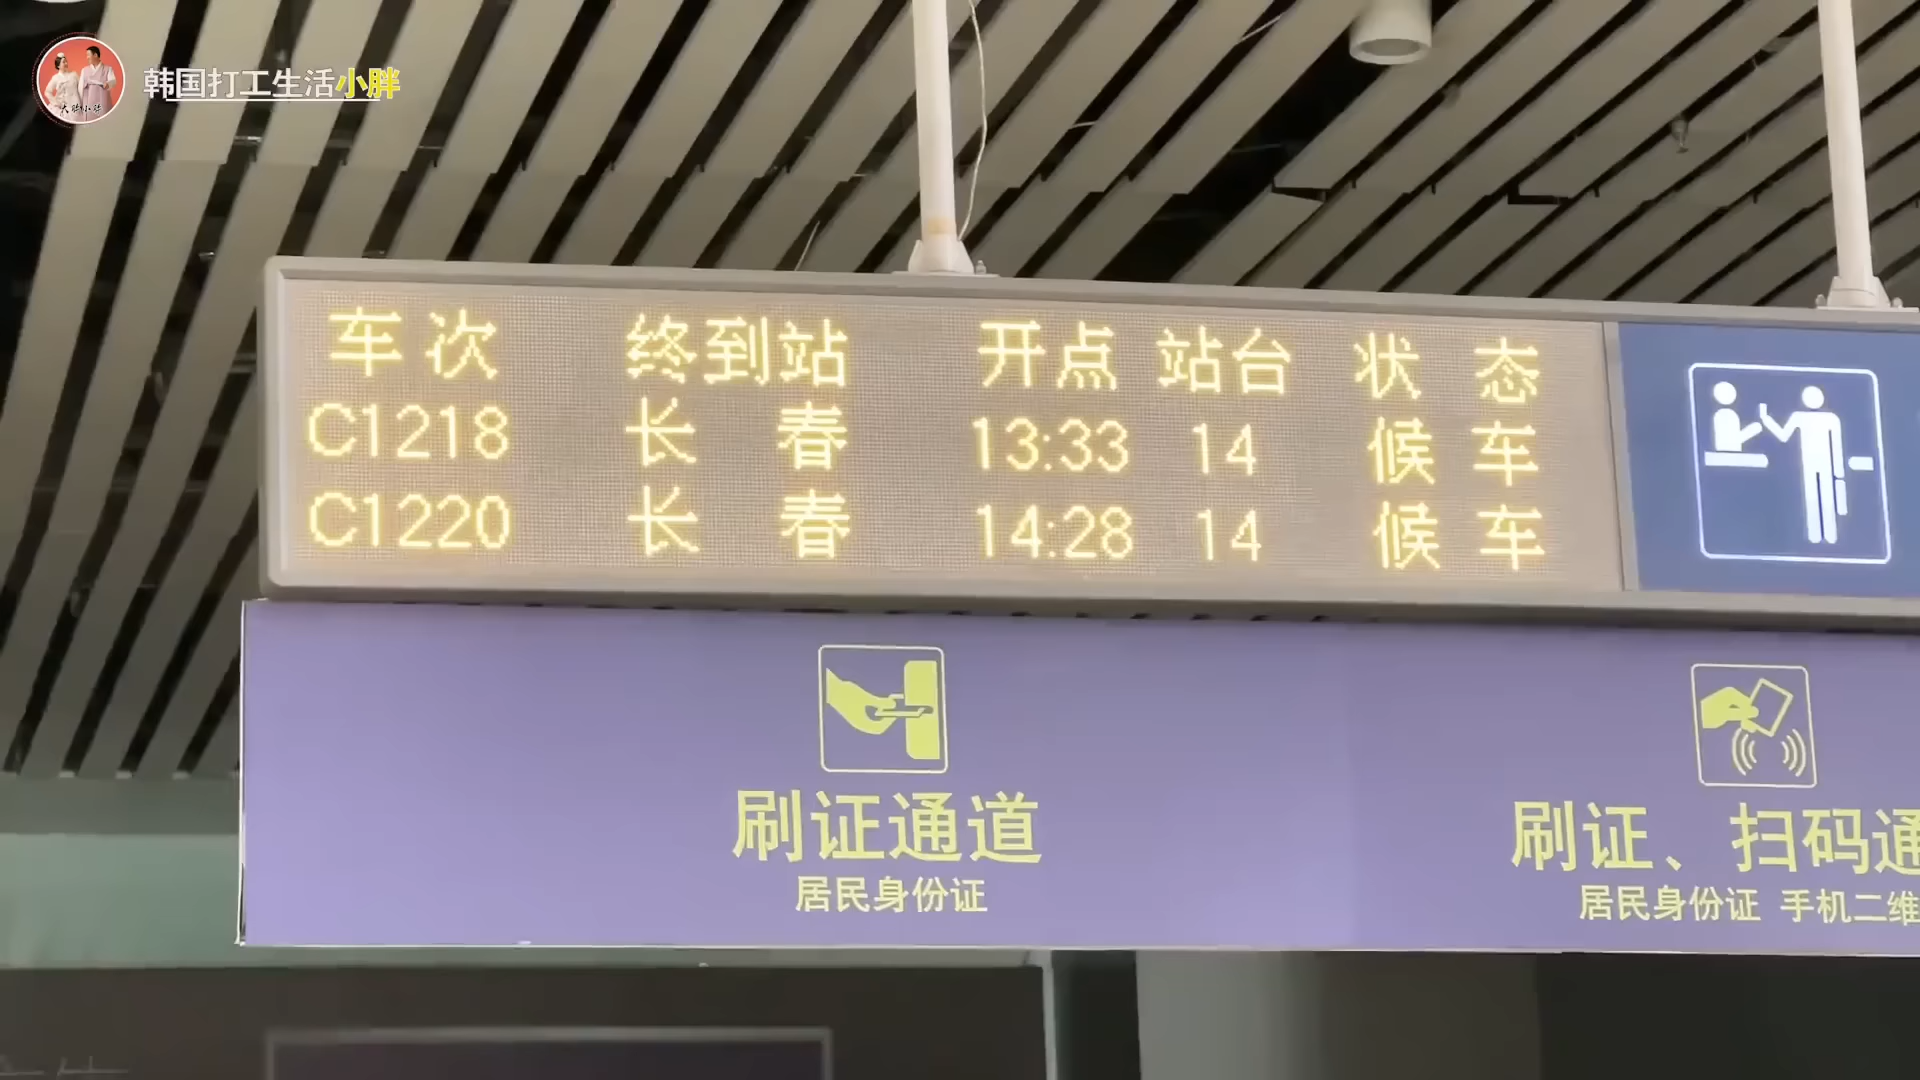 韩国打工生活小胖
车次 终到站 开点 站台 状态
C1218 长春 13:33 14 候车
C1220 长春 14:28 14 候车
刷证通道
居民身份证
刷证、扫码通
居民身份证 手机二维